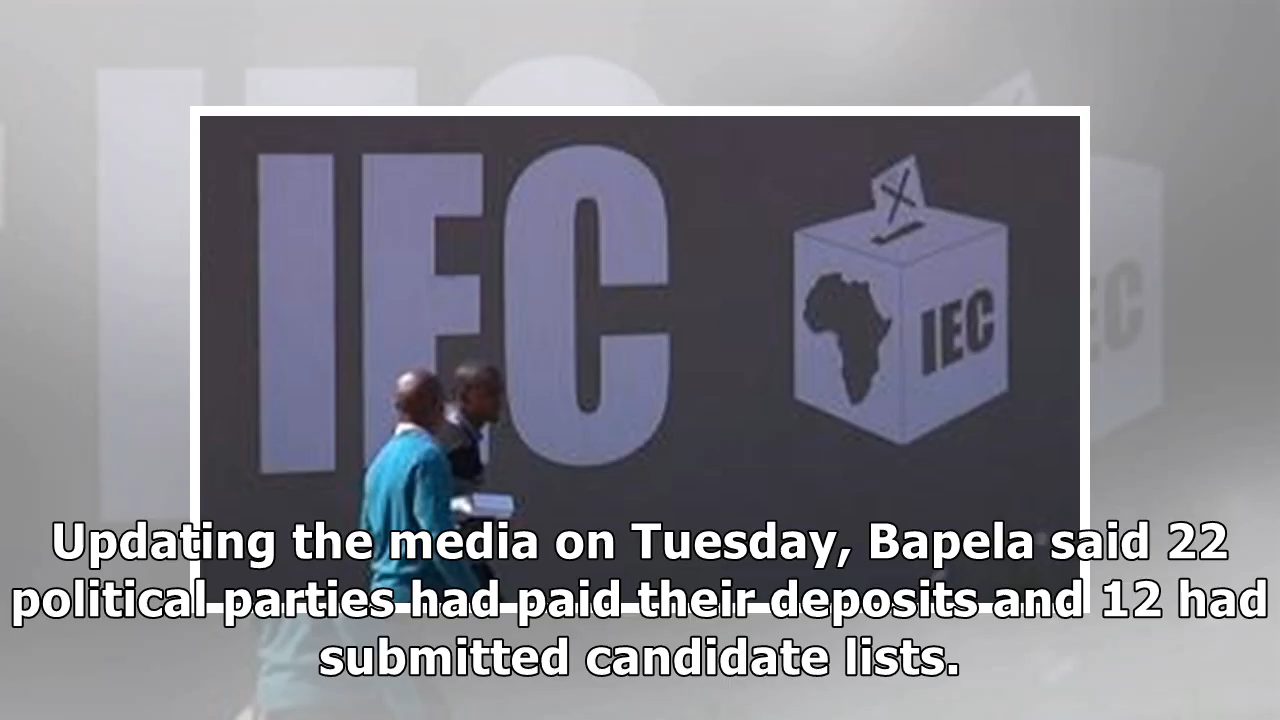 IEC
IEC
Updating the media on Tuesday, Bapela said 22
political parties had paid their deposits and 12 had
submitted candidate lists.